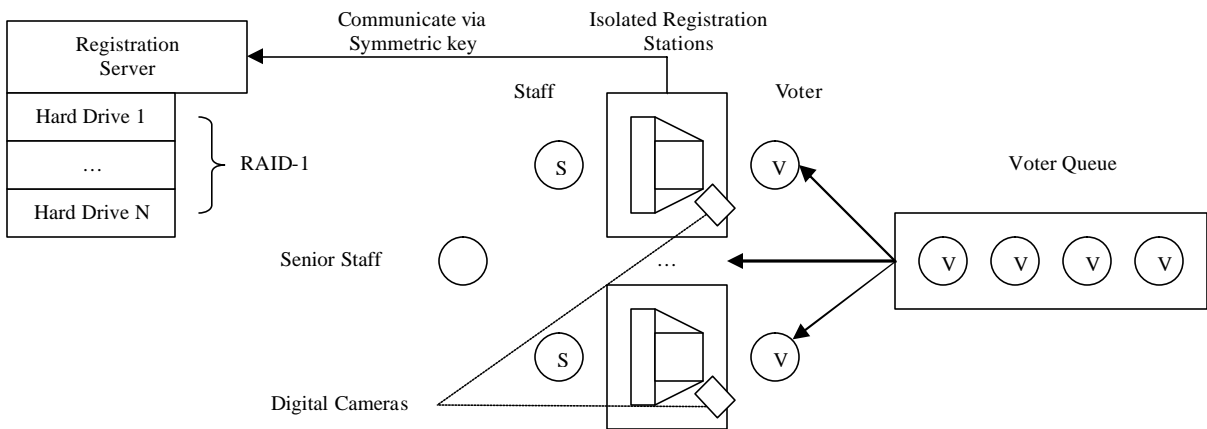 Registration
Server
Communicate via
Symmetric key
Isolated Registration
Stations
Hard Drive 1
…
Hard Drive N
RAID-1
Staff
Voter
S
V
Voter Queue
Senior Staff
…
V V V V
S
V
Digital Cameras